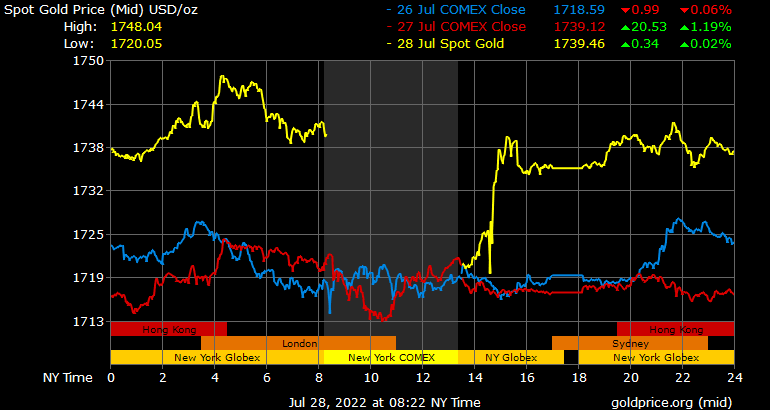 Spot Gold Price (Mid) USD/oz - 26 Jul COMEX Close 1718.59 ▼0.99 ▼0.06%
High: 1748.04 - 27 Jul COMEX Close 1739.12 ▲20.53 ▲1.19%
Low: 1720.05 - 28 Jul Spot Gold 1739.46 ▲0.34 ▲0.02%
1750
1744
1738
1732
1725
1719
1713
Hong Kong Hong Kong
London Sydney
New York Globex New York COMEX NY Globex New York Globex
NY Time 0 2 4 6 8 10 12 14 16 18 20 22 24
Jul 28, 2022 at 08:22 NY Time goldprice.org (mid)